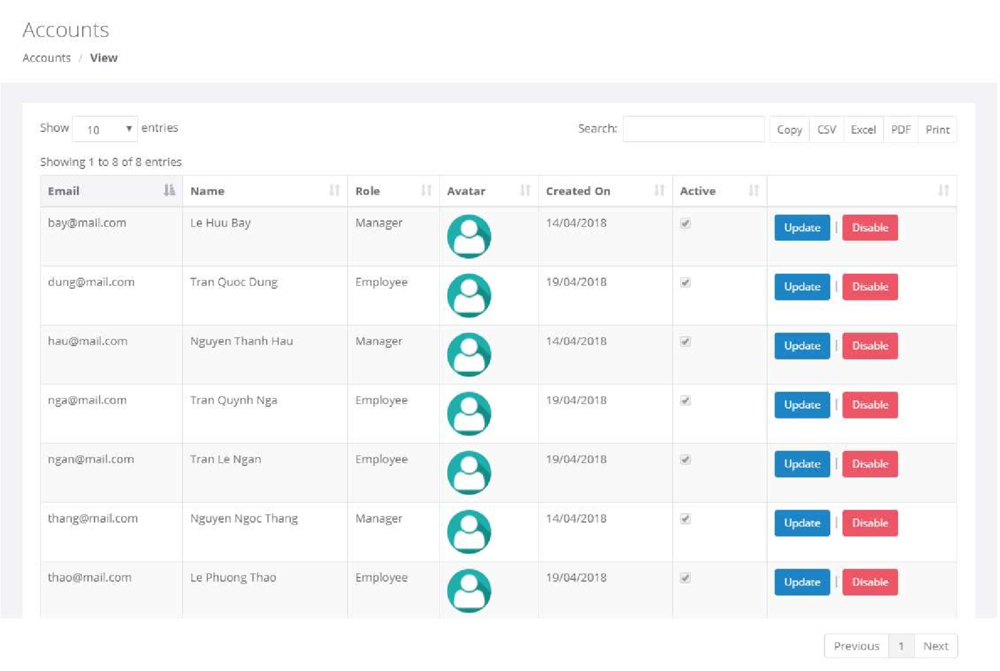 Accounts
Accounts / View
Show 10 entries Search: Copy CSV Excel PDF Print
Showing 1 to 8 of 8 entries
Email Name Role Avatar Created On Active
bay@mail.com Le Huu Bay Manager 14/04/2018 Update | Disable
dung@mail.com Tran Quoc Dung Employee 19/04/2018 Update | Disable
hau@mail.com Nguyen Thanh Hau Manager 14/04/2018 Update | Disable
nga@mail.com Tran Quynh Nga Employee 19/04/2018 Update | Disable
ngan@mail.com Tran Le Ngan Employee 19/04/2018 Update | Disable
thang@mail.com Nguyen Ngoc Thang Manager 14/04/2018 Update | Disable
thao@mail.com Le Phuong Thao Employee 19/04/2018 Update | Disable
Previous 1 Next